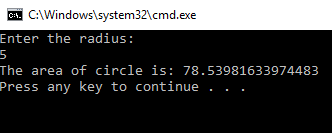 C:\Windows\system32\cmd.exe
Enter the radius:
5
The area of circle is: 78.53981633974483
Press any key to continue . . .